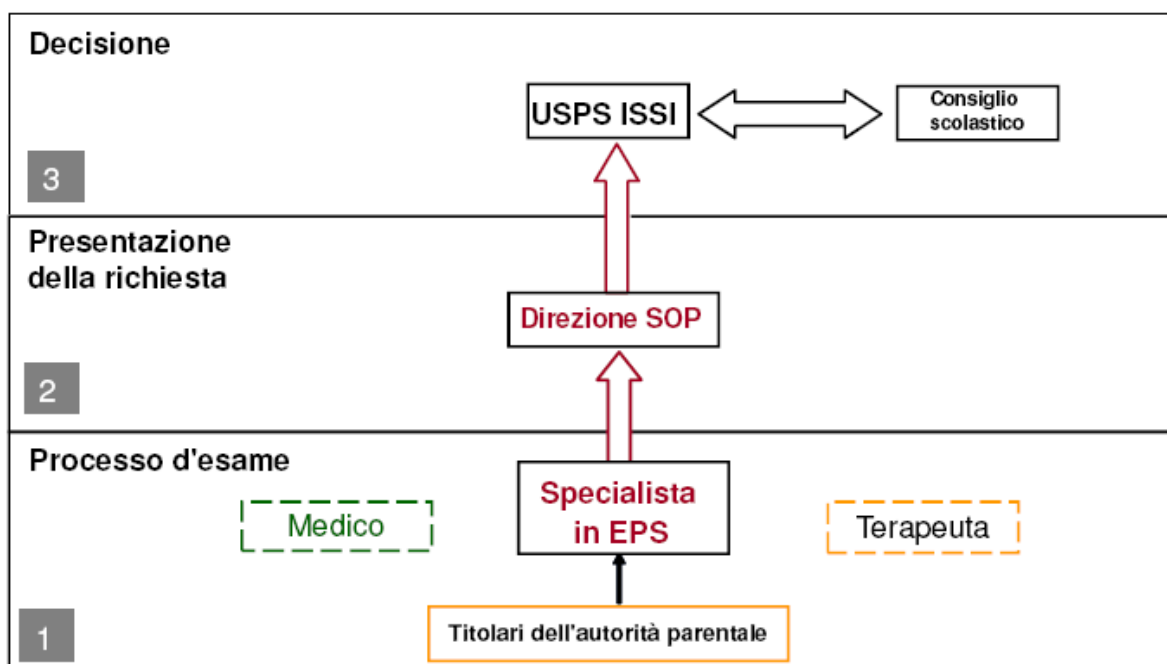 Decisione
USPS ISSI
Consiglio
scolastico
3
Presentazione
della richiesta
Direzione SOP
2
Processo d'esame
Medico
Specialista
in EPS
Terapeuta
1
Titolari dell'autorità parentale